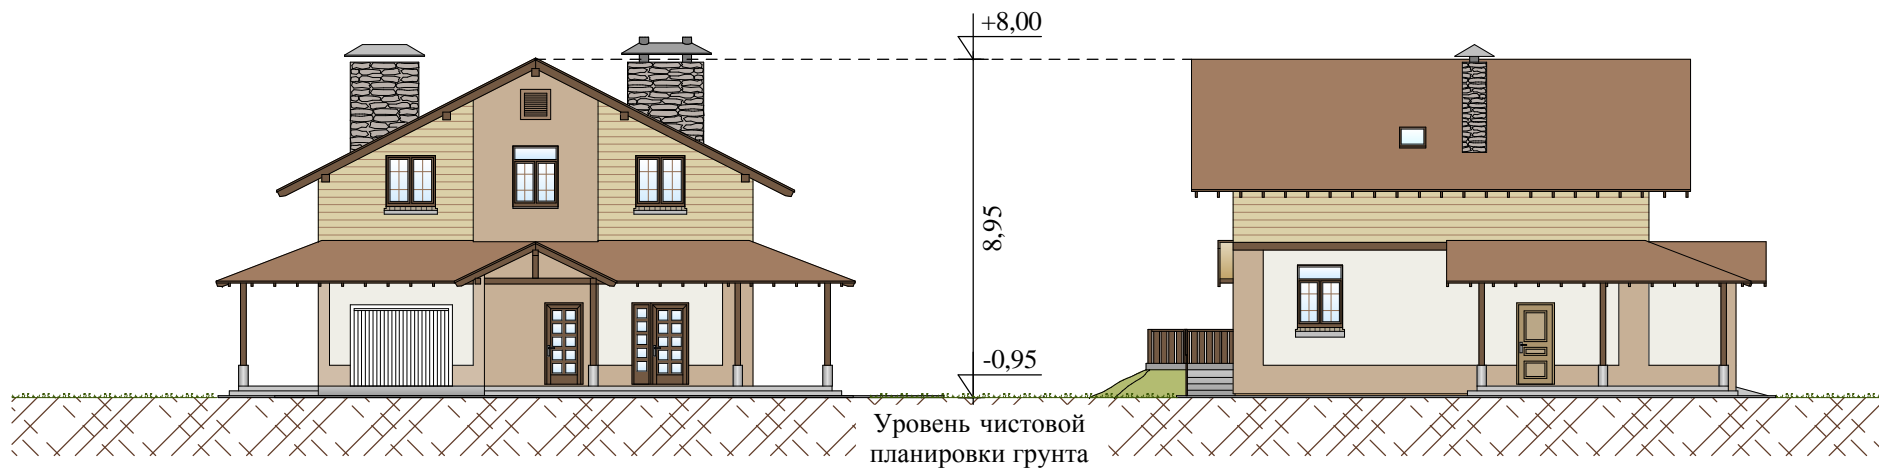 +8,00
8,95
-0,95
Уровень чистовой
планировки грунта